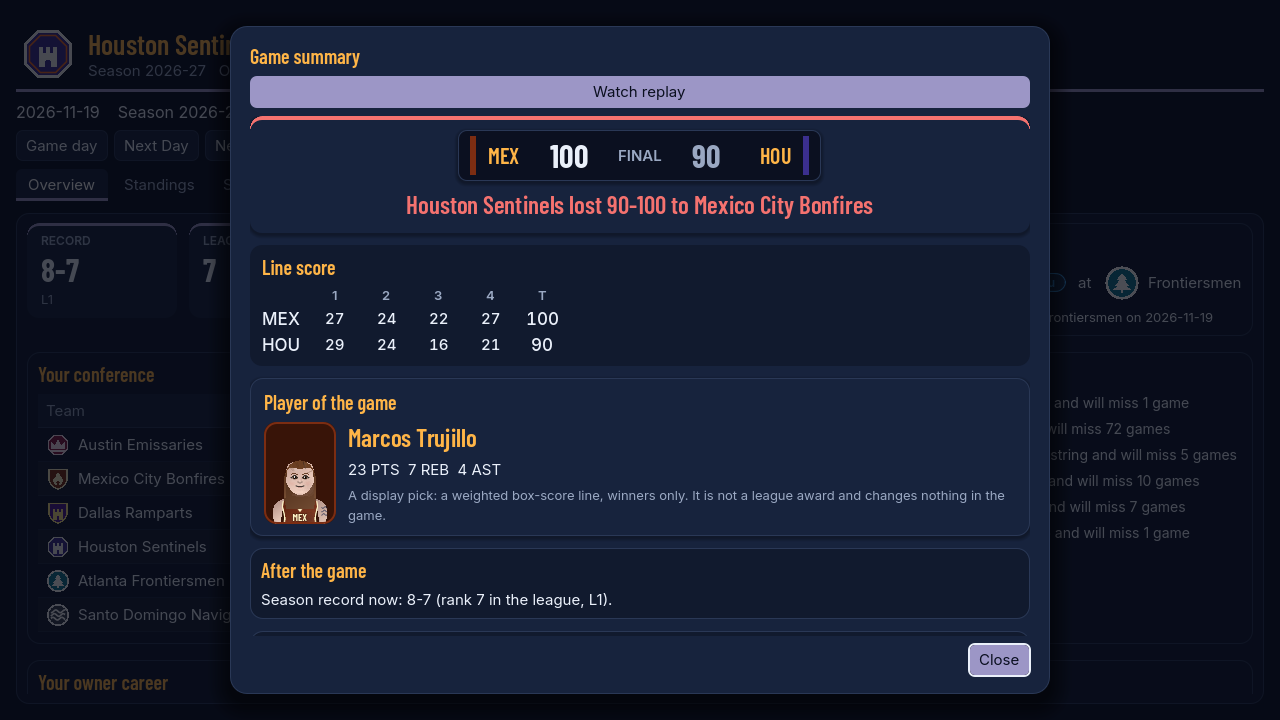 Houston Senti
Season 2026-27
2026-11-19 Season 2026-2
Game day Next Day
Overview Standings
RECORD
8-7
L1
7
at Frontiersmen
rontiersmen on 2026-11-19
Your conference
Team
Austin Emissaries
Mexico City Bonfires
Dallas Ramparts
Houston Sentinels
Atlanta Frontiersmen
Santo Domingo Navig
and will miss 1 game
will miss 72 games
string and will miss 5 games
and will miss 10 games
nd will miss 7 games
and will miss 1 game
Your owner career
Game summary
Watch replay
MEX 100 FINAL 90 HOU
Houston Sentinels lost 90-100 to Mexico City Bonfires
Line score
1 2 3 4 T
MEX 27 24 22 27 100
HOU 29 24 16 21 90
Player of the game
MEX
Marcos Trujillo
23 PTS 7 REB 4 AST
A display pick: a weighted box-score line, winners only. It is not a league award and changes nothing in the
game.
After the game
Season record now: 8-7 (rank 7 in the league, L1).
Close